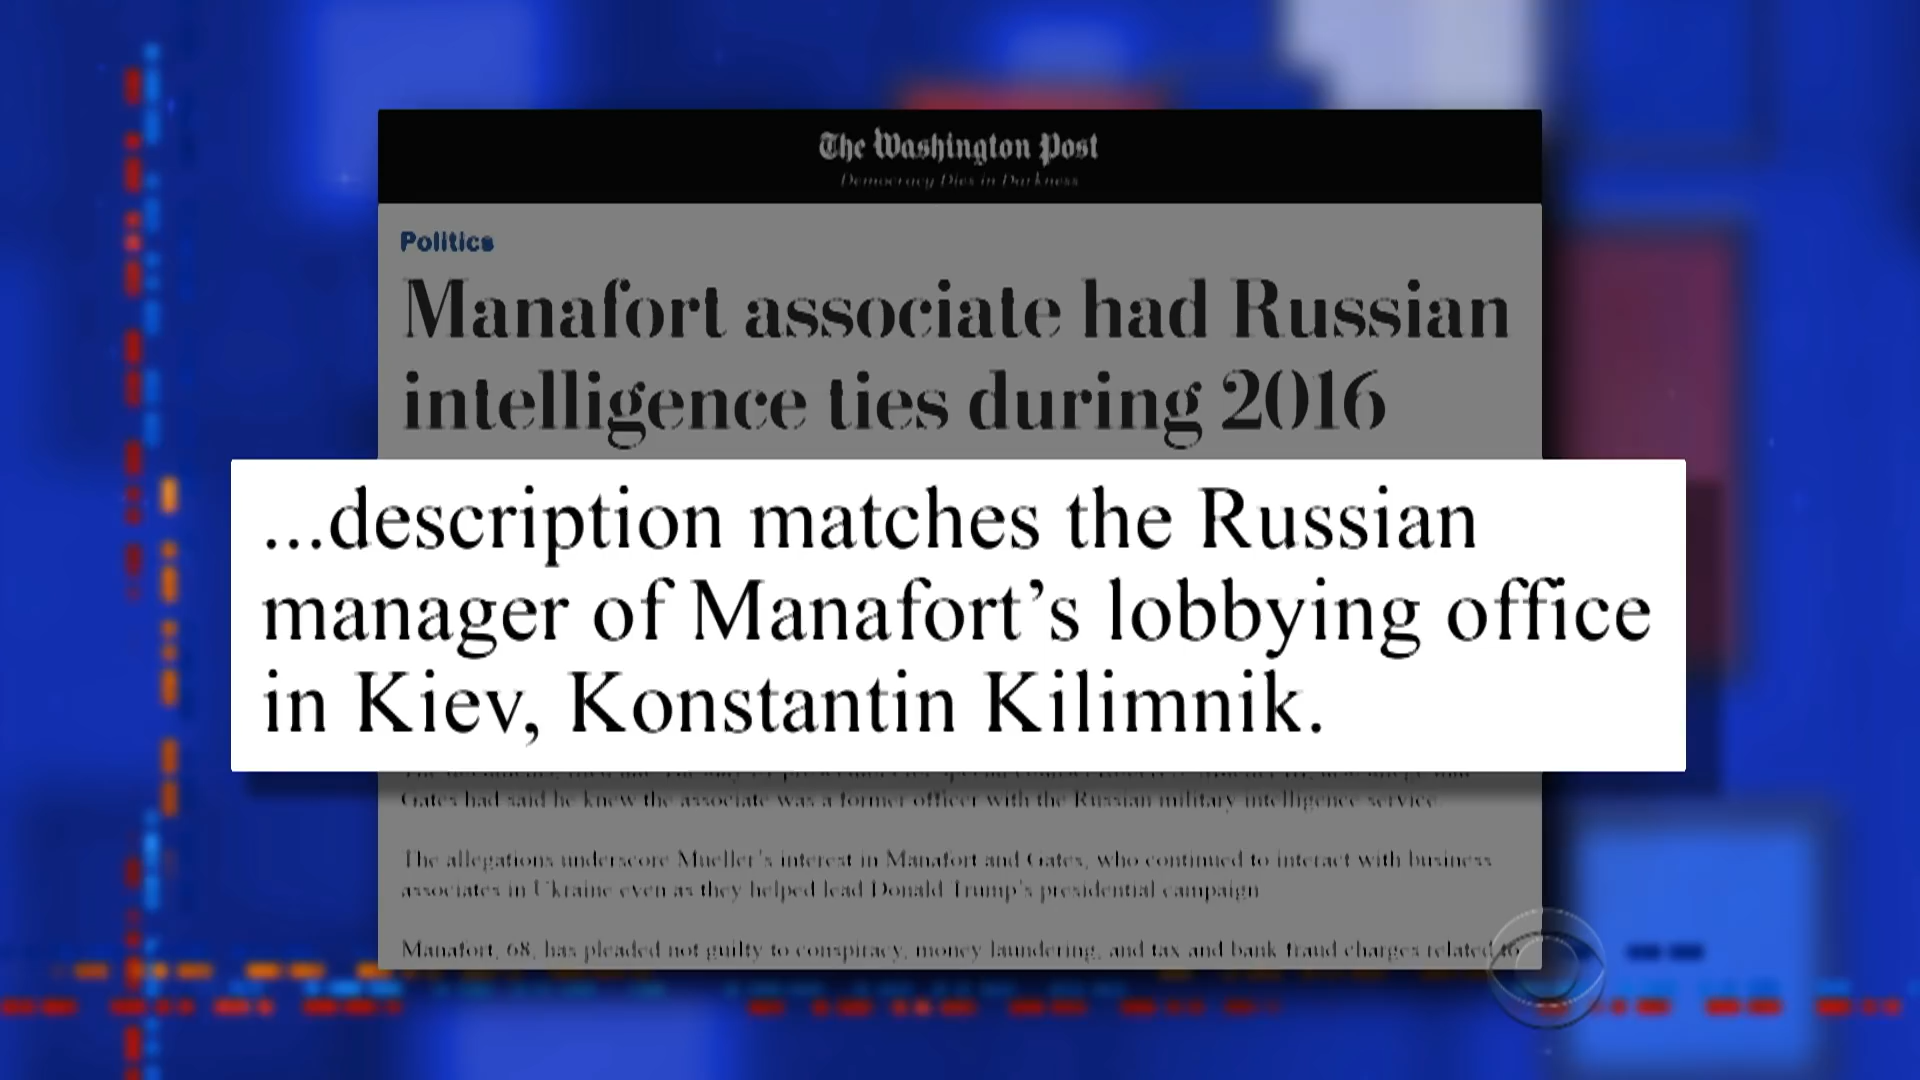 The Washington Post
Democracy Dies in Darkness
Politics
Manafort associate had Russian
intelligence ties during 2016
...description matches the Russian
manager of Manafort’s lobbying office
in Kiev, Konstantin Kilimnik.
Gates had said he knew the associate was a former officer with the Russian military intelligence service.
The allegations underscore Mueller’s interest in Manafort and Gates, who continued to interact with business
associates in Ukraine even as they helped lead Donald Trump’s presidential campaign
Manafort, 68, has pleaded not guilty to conspiracy, money laundering, and tax and bank fraud charges related to